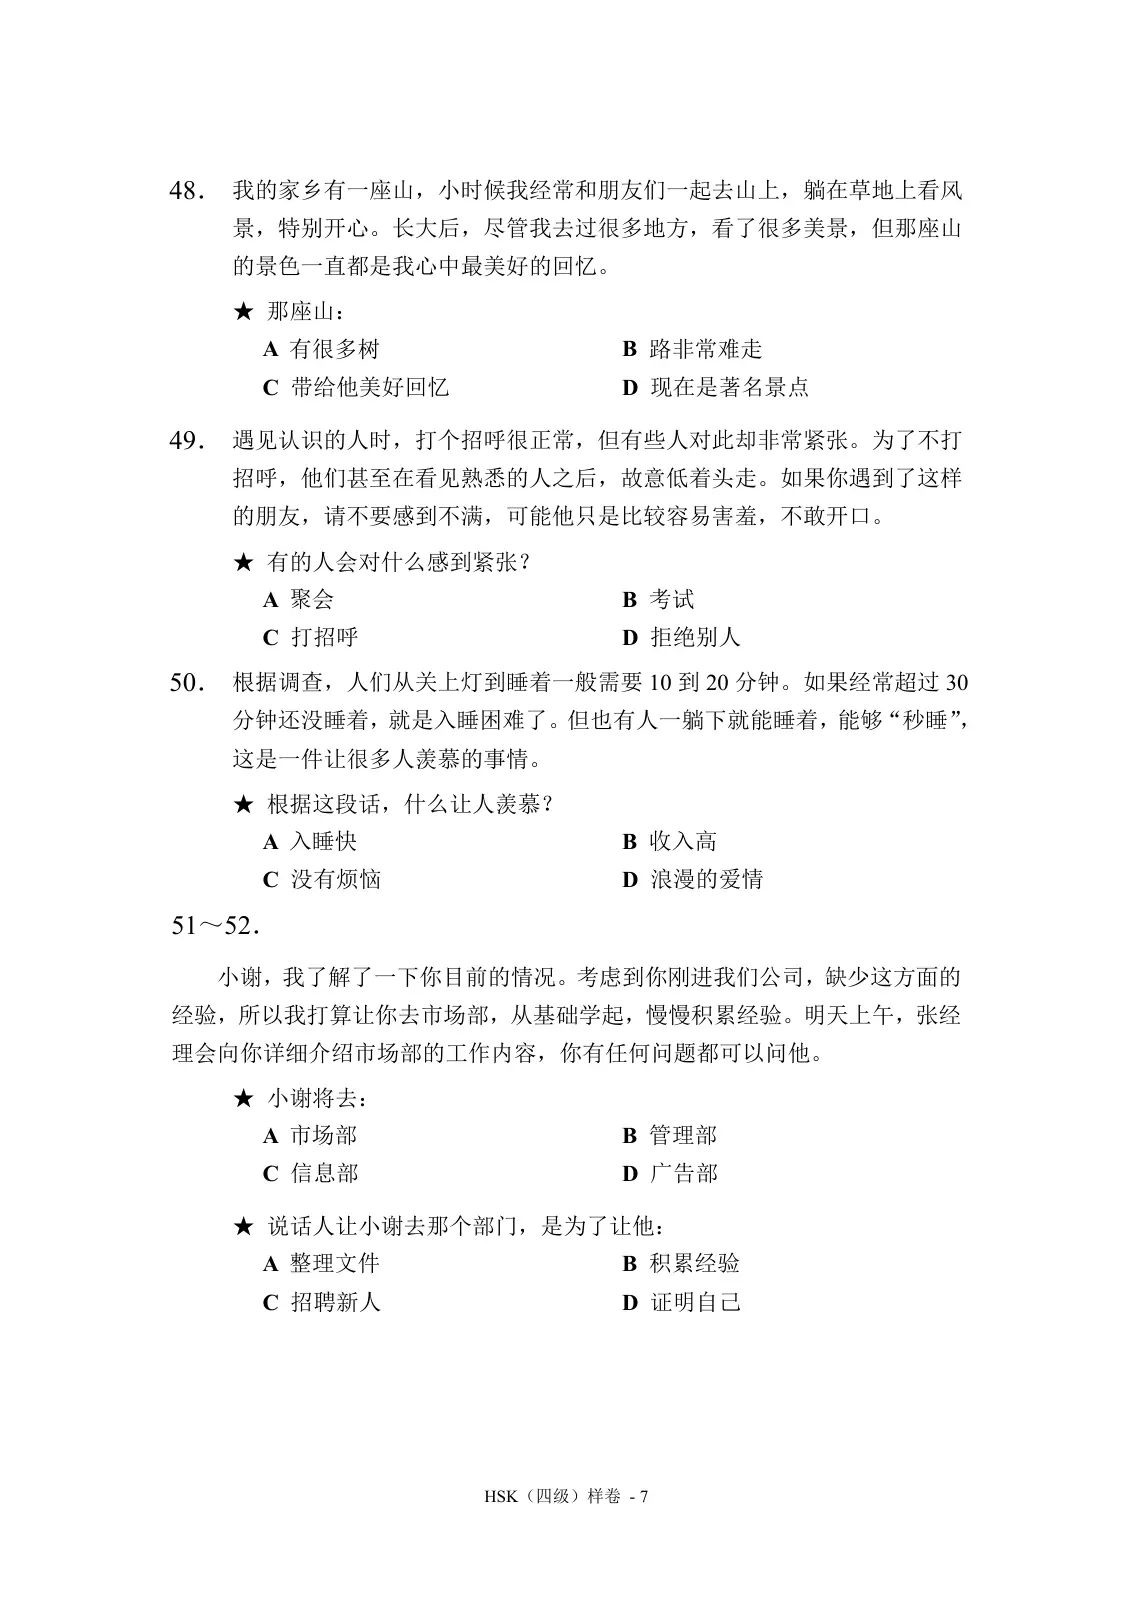 48． 我的家乡有一座山，小时候我经常和朋友们一起去山上，躺在草地上看风
景，特别开心。长大后，尽管我去过很多地方，看了很多美景，但那座山
的景色一直都是我心中最美好的回忆。
★ 那座山：
A 有很多树 B 路非常难走
C 带给他美好回忆 D 现在是著名景点
49． 遇见认识的人时，打个招呼很正常，但有些人对此却非常紧张。为了不打
招呼，他们甚至在看见熟悉的人之后，故意低着头走。如果你遇到了这样
的朋友，请不要感到不满，可能他只是比较容易害羞，不敢开口。
★ 有的人会对什么感到紧张？
A 聚会 B 考试
C 打招呼 D 拒绝别人
50． 根据调查，人们从关上灯到睡着一般需要 10 到 20 分钟。如果经常超过 30
分钟还没睡着，就是入睡困难了。但也有人一躺下就能睡着，能够“秒睡”，
这是一件让很多人羡慕的事情。
★ 根据这段话，什么让人羡慕？
A 入睡快 B 收入高
C 没有烦恼 D 浪漫的爱情
51～52．
小谢，我了解了一下你目前的情况。考虑到你刚进我们公司，缺少这方面的
经验，所以我打算让你去市场部，从基础学起，慢慢积累经验。明天上午，张经
理会向你详细介绍市场部的工作内容，你有任何问题都可以问他。
★ 小谢将去：
A 市场部 B 管理部
C 信息部 D 广告部
★ 说话人让小谢去那个部门，是为了让他：
A 整理文件 B 积累经验
C 招聘新人 D 证明自己
HSK（四级）样卷 - 7